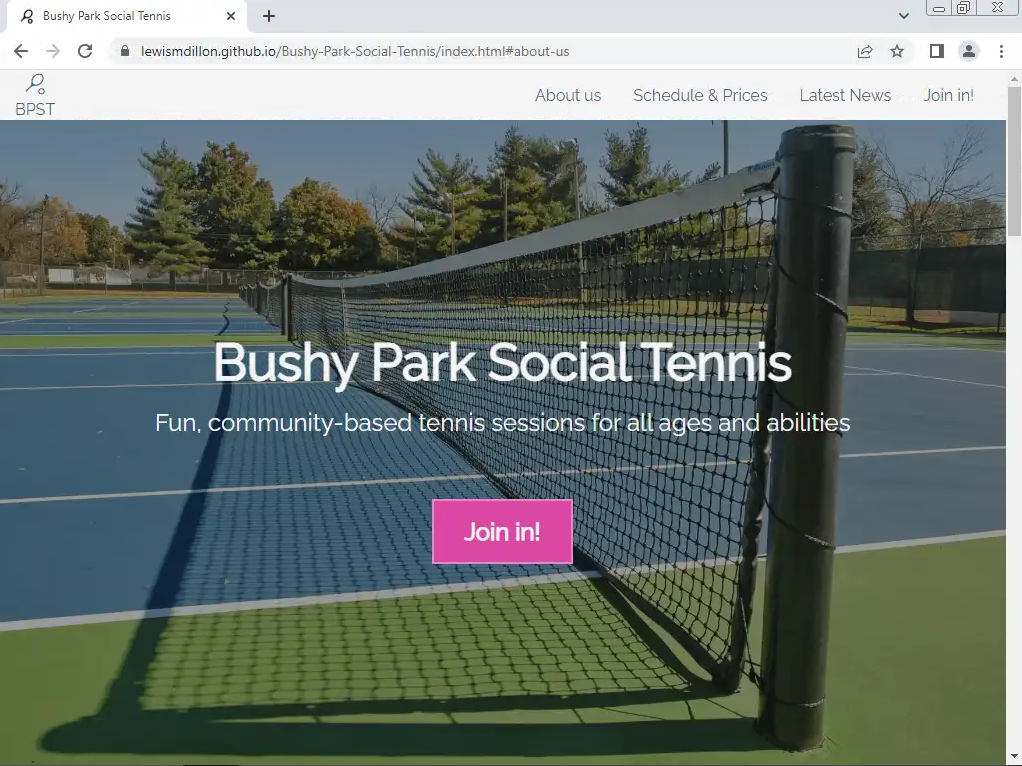 Bushy Park Social Tennis
lewismdillon.github.io/Bushy-Park-Social-Tennis/index.html#about-us
BPST
About us
Schedule & Prices
Latest News
Join in!
Bushy Park Social Tennis
Fun, community-based tennis sessions for all ages and abilities
Join in!